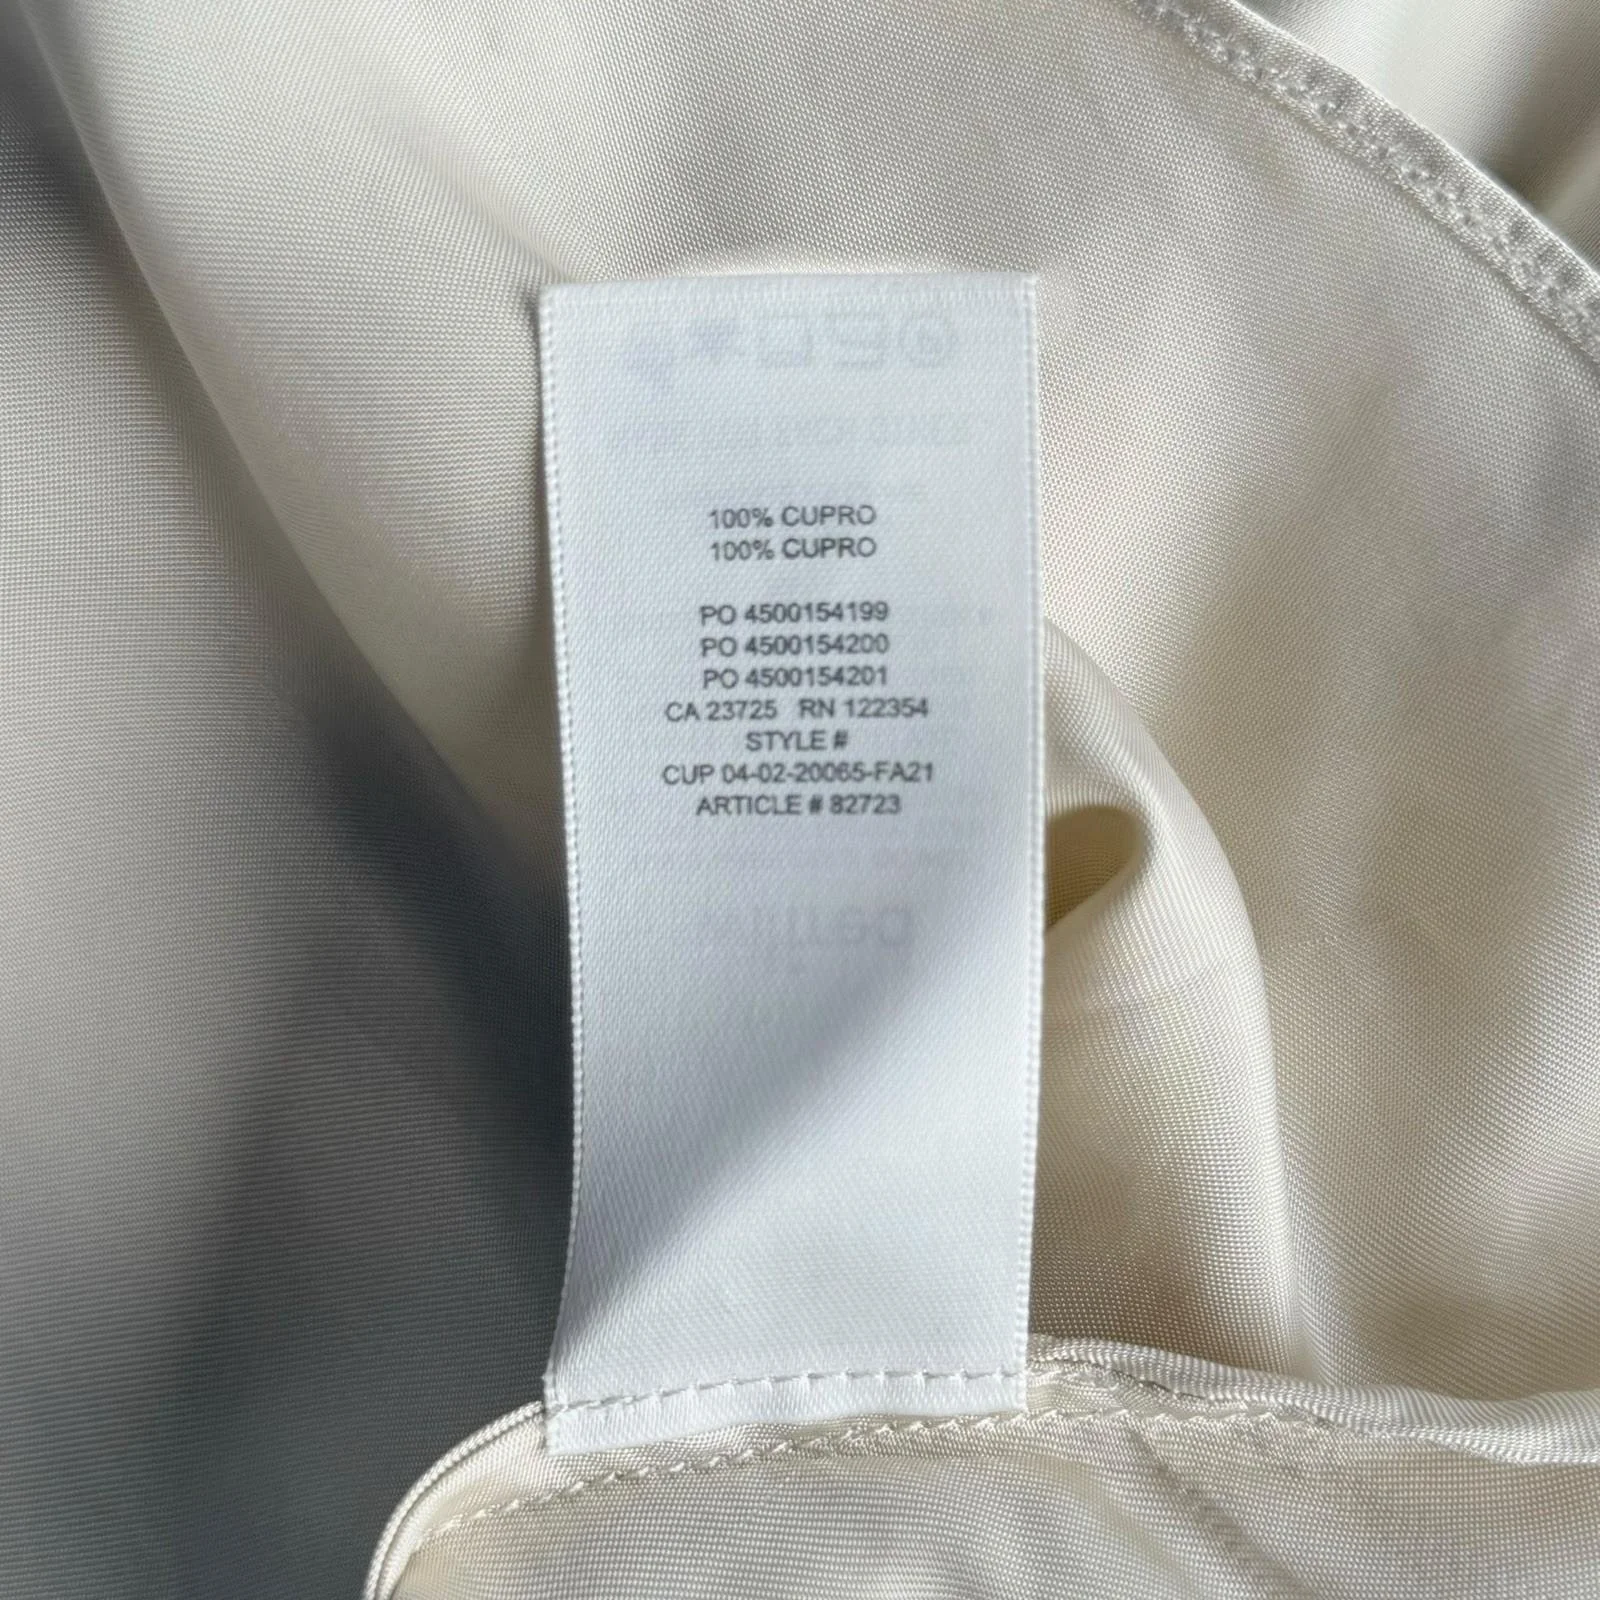 100% CUPRO
100% CUPRO
PO 4500154199
PO 4500154200
PO 4500154201
CA 23725 RN 122354
STYLE #
CUP 04-02-20065-FA21
ARTICLE # 82723